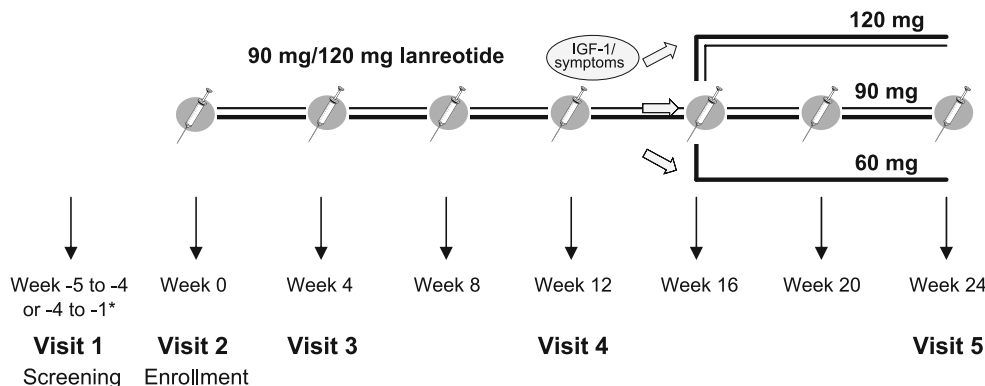 120 mg
IGF-1/
symptoms
90 mg/120 mg lanreotide
90 mg
60 mg
Week -5 to -4
or -4 to -1*
Week 0
Week 4
Week 8
Week 12
Week 16
Week 20
Week 24
Visit 1
Visit 2
Visit 3
Visit 4
Visit 5
Screening
Enrollment